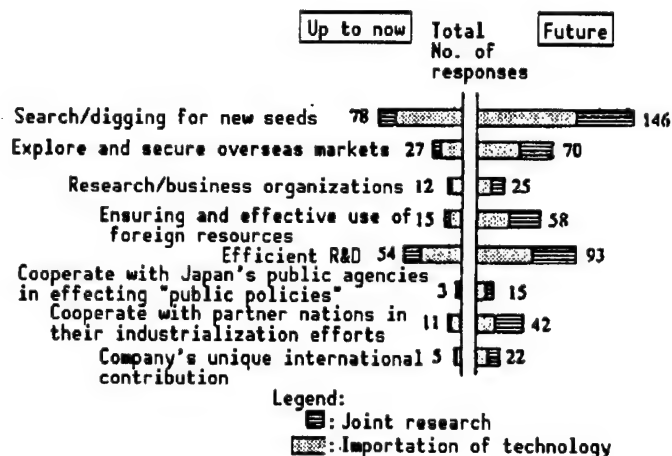 Up to now Total Future
No. of
responses
Search/digging for new seeds 78 146
Explore and secure overseas markets 27 70
Research/business organizations 12 25
Ensuring and effective use of 15 58
foreign resources
Efficient R&D 54 93
Cooperate with Japan's public agencies
in effecting "public policies" 3 15
Cooperate with partner nations in 11 42
their industrialization efforts
Company's unique international 5 22
contribution
Legend:
: Joint research
: Importation of technology